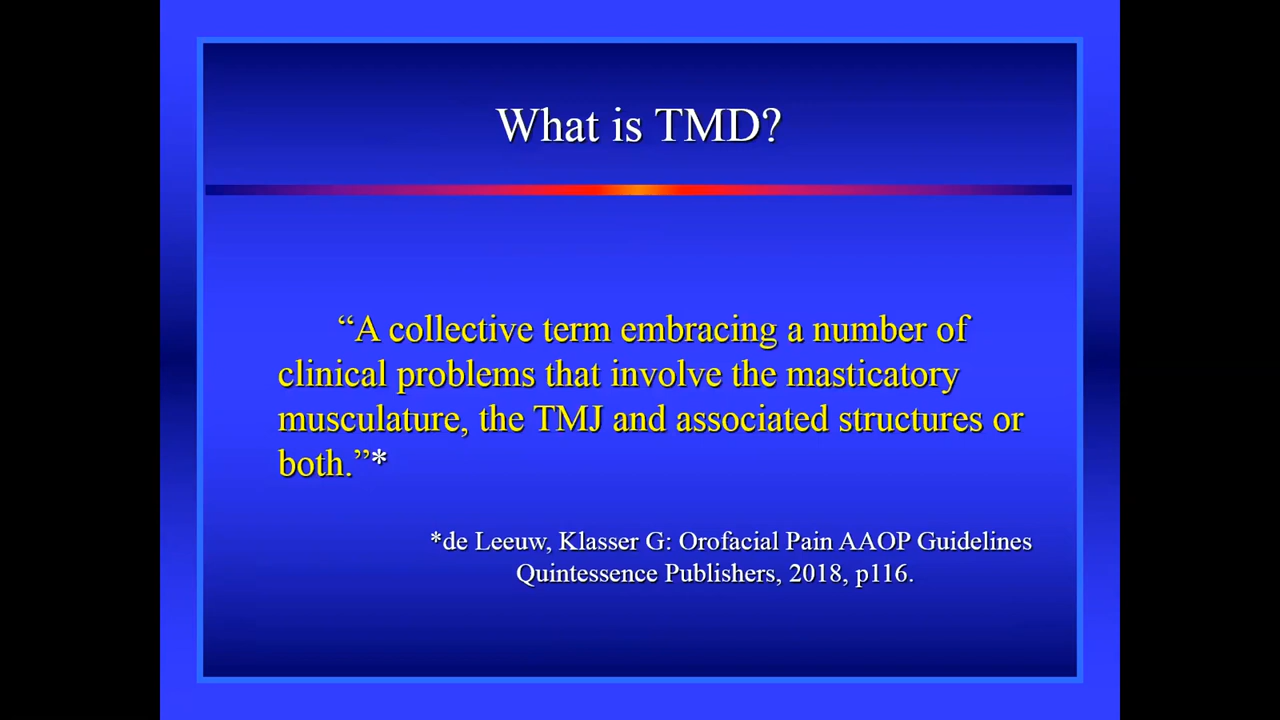 What is TMD?
“A collective term embracing a number of
clinical problems that involve the masticatory
musculature, the TMJ and associated structures or
both.”*
*de Leeuw, Klasser G: Orofacial Pain AAOP Guidelines
Quintessence Publishers, 2018, p116.